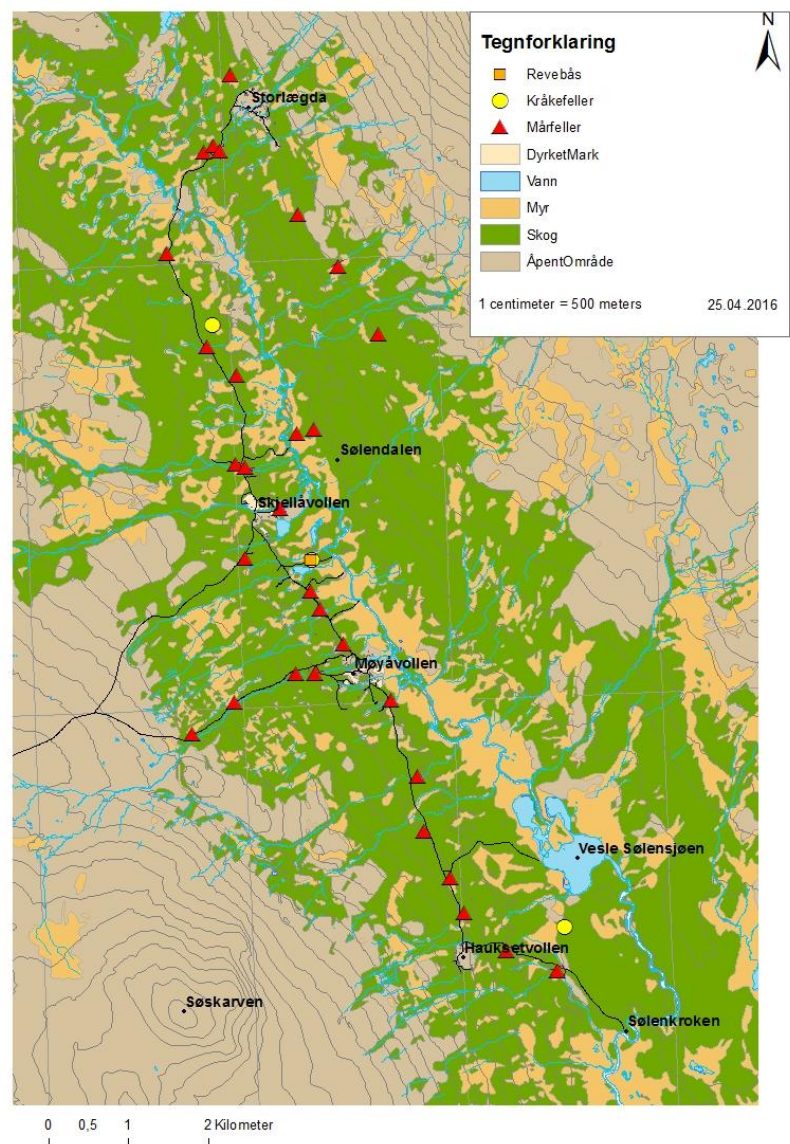 N
Tegnforklaring
Revebås
Kråkefeller
Mårfeller
DyrketMark
Vann
Myr
Skog
ÅpentOmråde
1 centimeter = 500 meters 25.04.2016
Storlægda
Sølendalen
Skjellåvollen
Møyåvollen
Vesle Sølensjøen
Hauksetvollen
Søskarven
Sølenkroken
0 0,5 1 2 Kilometer